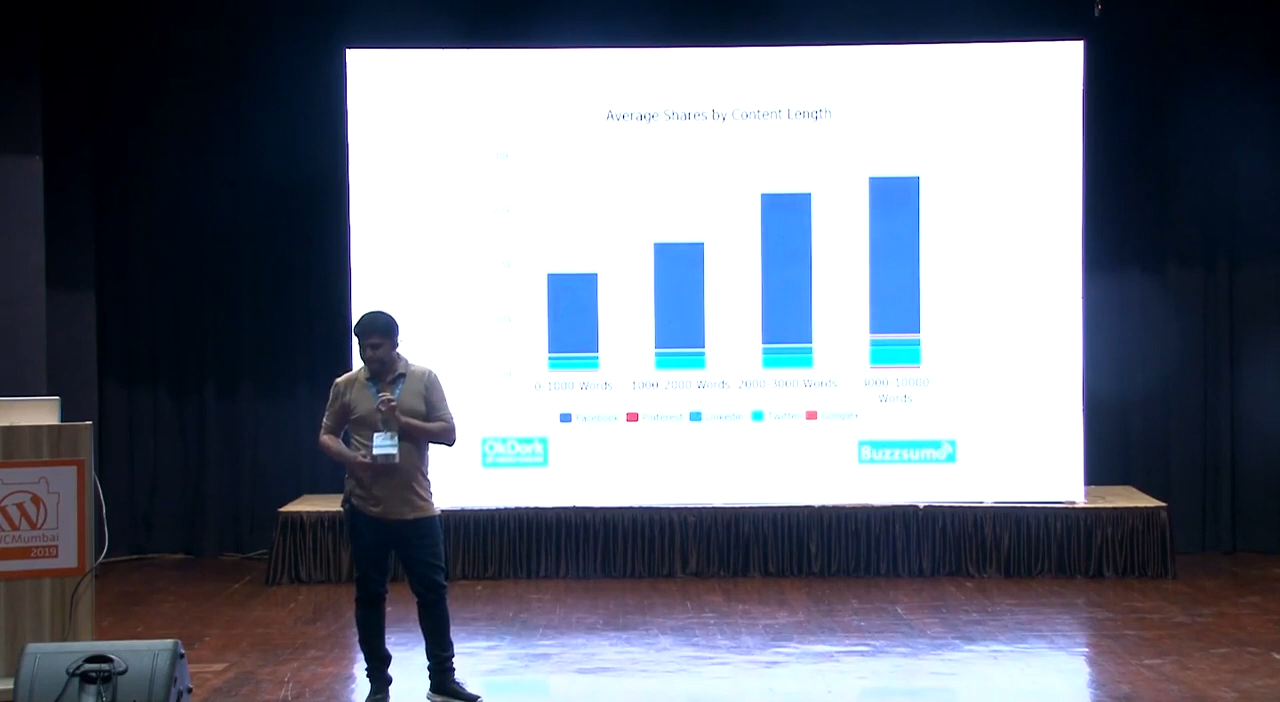 Average Shares by Content Length
0-1000 Words
1000-2000 Words
2000-3000 Words
3000-10000
Words
Facebook
Pinterest
LinkedIn
Twitter
Google+
OkDork
Buzzsumo
WCMumbai
2019